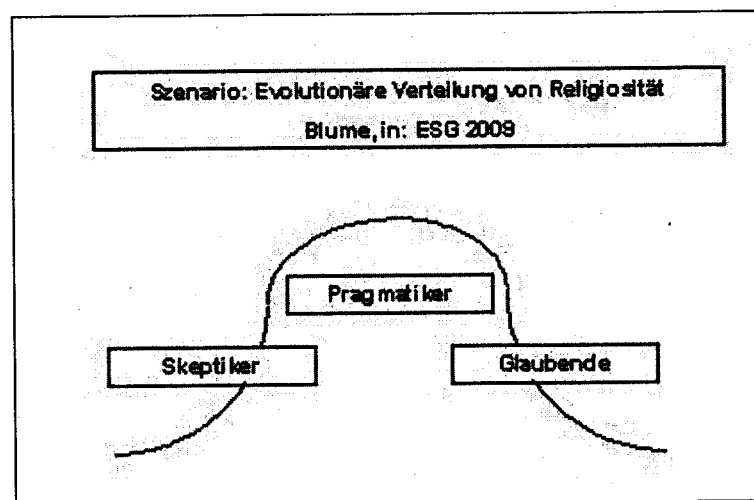 Szenario: Evolutionäre Verteilung von Religiosität
Blume, in: ESG 2009
Pragmatiker
Skeptiker
Glaubende